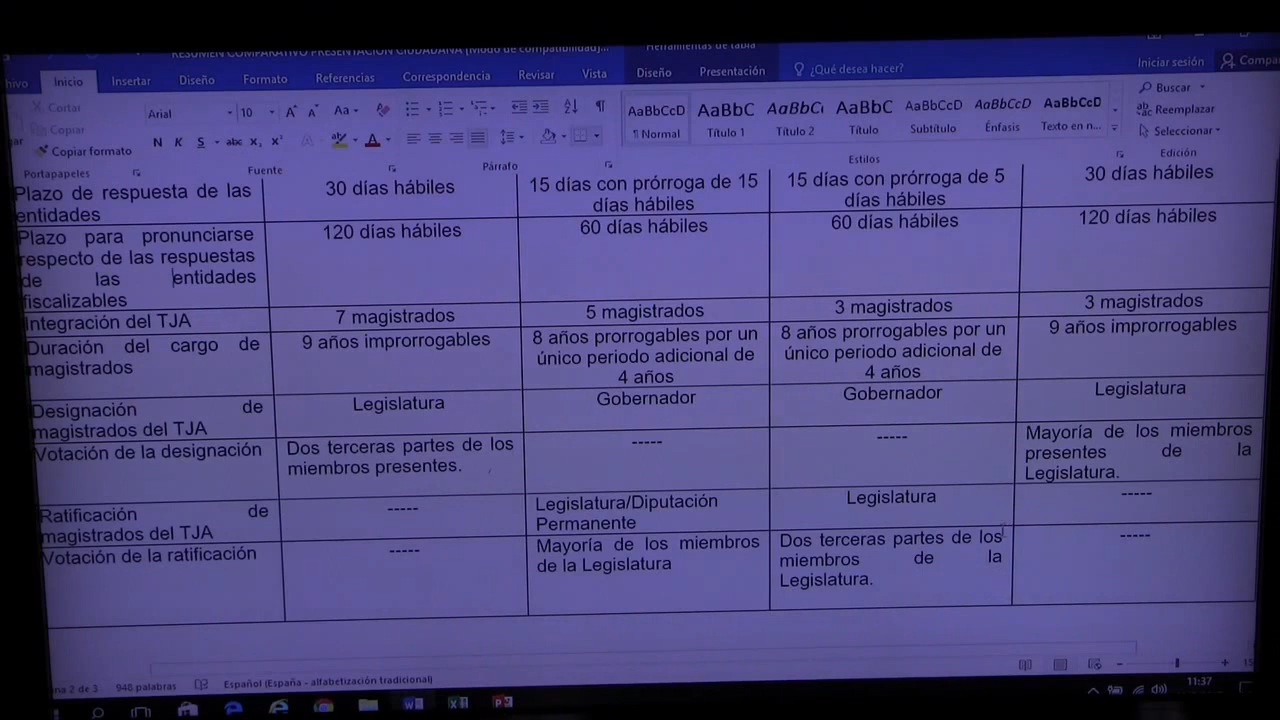 RESUMEN COMPARATIVO PRESENTACIÓN CIUDADANA [Modo de compatibilidad]...
Herramientas de tabla
Inicio
Insertar
Diseño
Formato
Referencias
Correspondencia
Revisar
Vista
Diseño
Presentación
¿Qué desea hacer?
Iniciar sesión
Cortar
Copiar
Copiar formato
Portapapeles
Arial
10
Fuente
Párrafo
AaBbCcD
¶ Normal
AaBbC
Título 1
Título 2
AaBbC
Título
AaBbCcD
Subtítulo
AaBbCcD
Énfasis
AaBbCcD
Texto en n...
Estilos
Buscar
Reemplazar
Seleccionar
Edición
Plazo de respuesta de las
entidades
30 días hábiles
15 días con prórroga de 15
días hábiles
15 días con prórroga de 5
días hábiles
30 días hábiles
Plazo para pronunciarse
respecto de las respuestas
de las entidades
fiscalizables
120 días hábiles
60 días hábiles
60 días hábiles
120 días hábiles
Integración del TJA
7 magistrados
5 magistrados
3 magistrados
3 magistrados
Duración del cargo de
magistrados
9 años improrrogables
8 años prorrogables por un
único periodo adicional de
4 años
8 años prorrogables por un
único periodo adicional de
4 años
9 años improrrogables
Designación de
magistrados del TJA
Legislatura
Gobernador
Gobernador
Legislatura
Votación de la designación
Dos terceras partes de los
miembros presentes.
-----
-----
Mayoría de los miembros
presentes de la
Legislatura.
Ratificación de
magistrados del TJA
-----
Legislatura/Diputación
Permanente
Legislatura
-----
Votación de la ratificación
-----
Mayoría de los miembros
de la Legislatura
Dos terceras partes de los
miembros de la
Legislatura.
-----
2 de 3
948 palabras
Español (España - alfabetización tradicional)
11:37